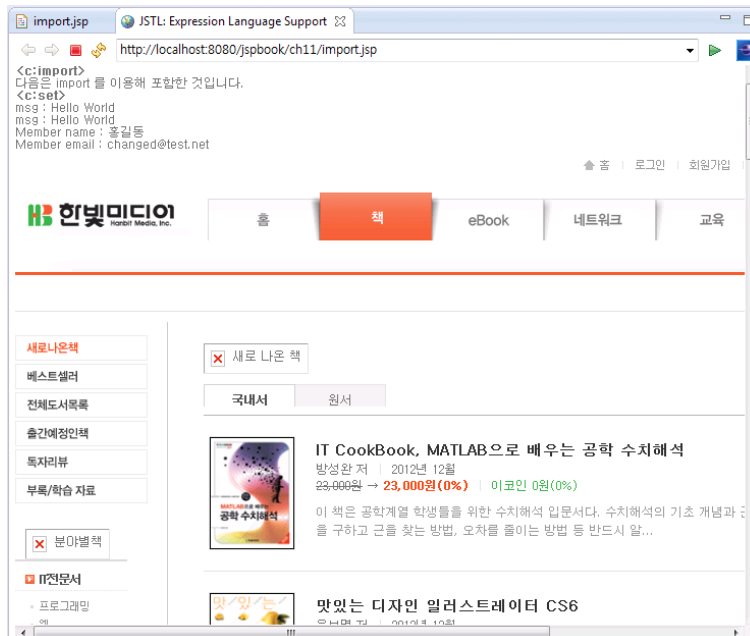 import.jsp
JSTL: Expression Language Support
http://localhost:8080/jspbook/ch11/import.jsp
<c:import>
다음은 import 를 이용해 포함한 것입니다.
<c:set>
msg : Hello World
msg : Hello World
Member name : 홍길동
Member email : changed@test.net
홈 로그인 회원가입
한빛미디어
Hanbit Media, Inc.
홈 책 eBook 네트워크 교육
새로나온책
베스트셀러
전체도서목록
출간예정인책
독자리뷰
부록/학습 자료
분야별책
IT전문서
프로그래밍
새로 나온 책
국내서 원서
MATLAB으로 배우는
공학 수치해석
IT CookBook, MATLAB으로 배우는 공학 수치해석
방성완 저 | 2012년 12월
23,000원 → 23,000원(0%) | 이코인 0원(0%)
이 책은 공학계열 학생들을 위한 수치해석 입문서다. 수치해석의 기초 개념과
을 구하고 근을 찾는 방법, 오차를 줄이는 방법 등 반드시 알...
맛/있/는/
맛있는 디자인 일러스트레이터 CS6